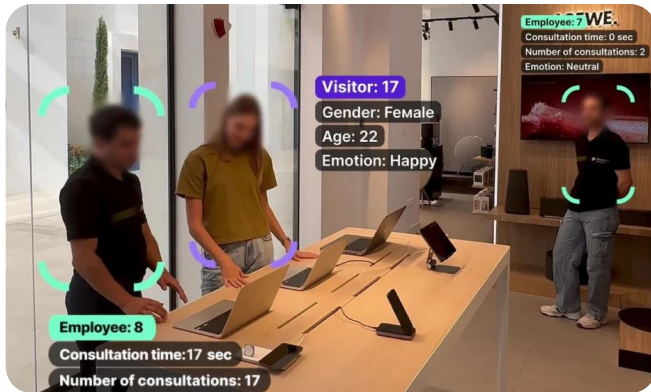 Visitor: 17
Gender: Female
Age: 22
Emotion: Happy
Employee: 7
Consultation time: 0 sec
Number of consultations: 2
Emotion: Neutral
Employee: 8
Consultation time:17 sec
Number of consultations: 17